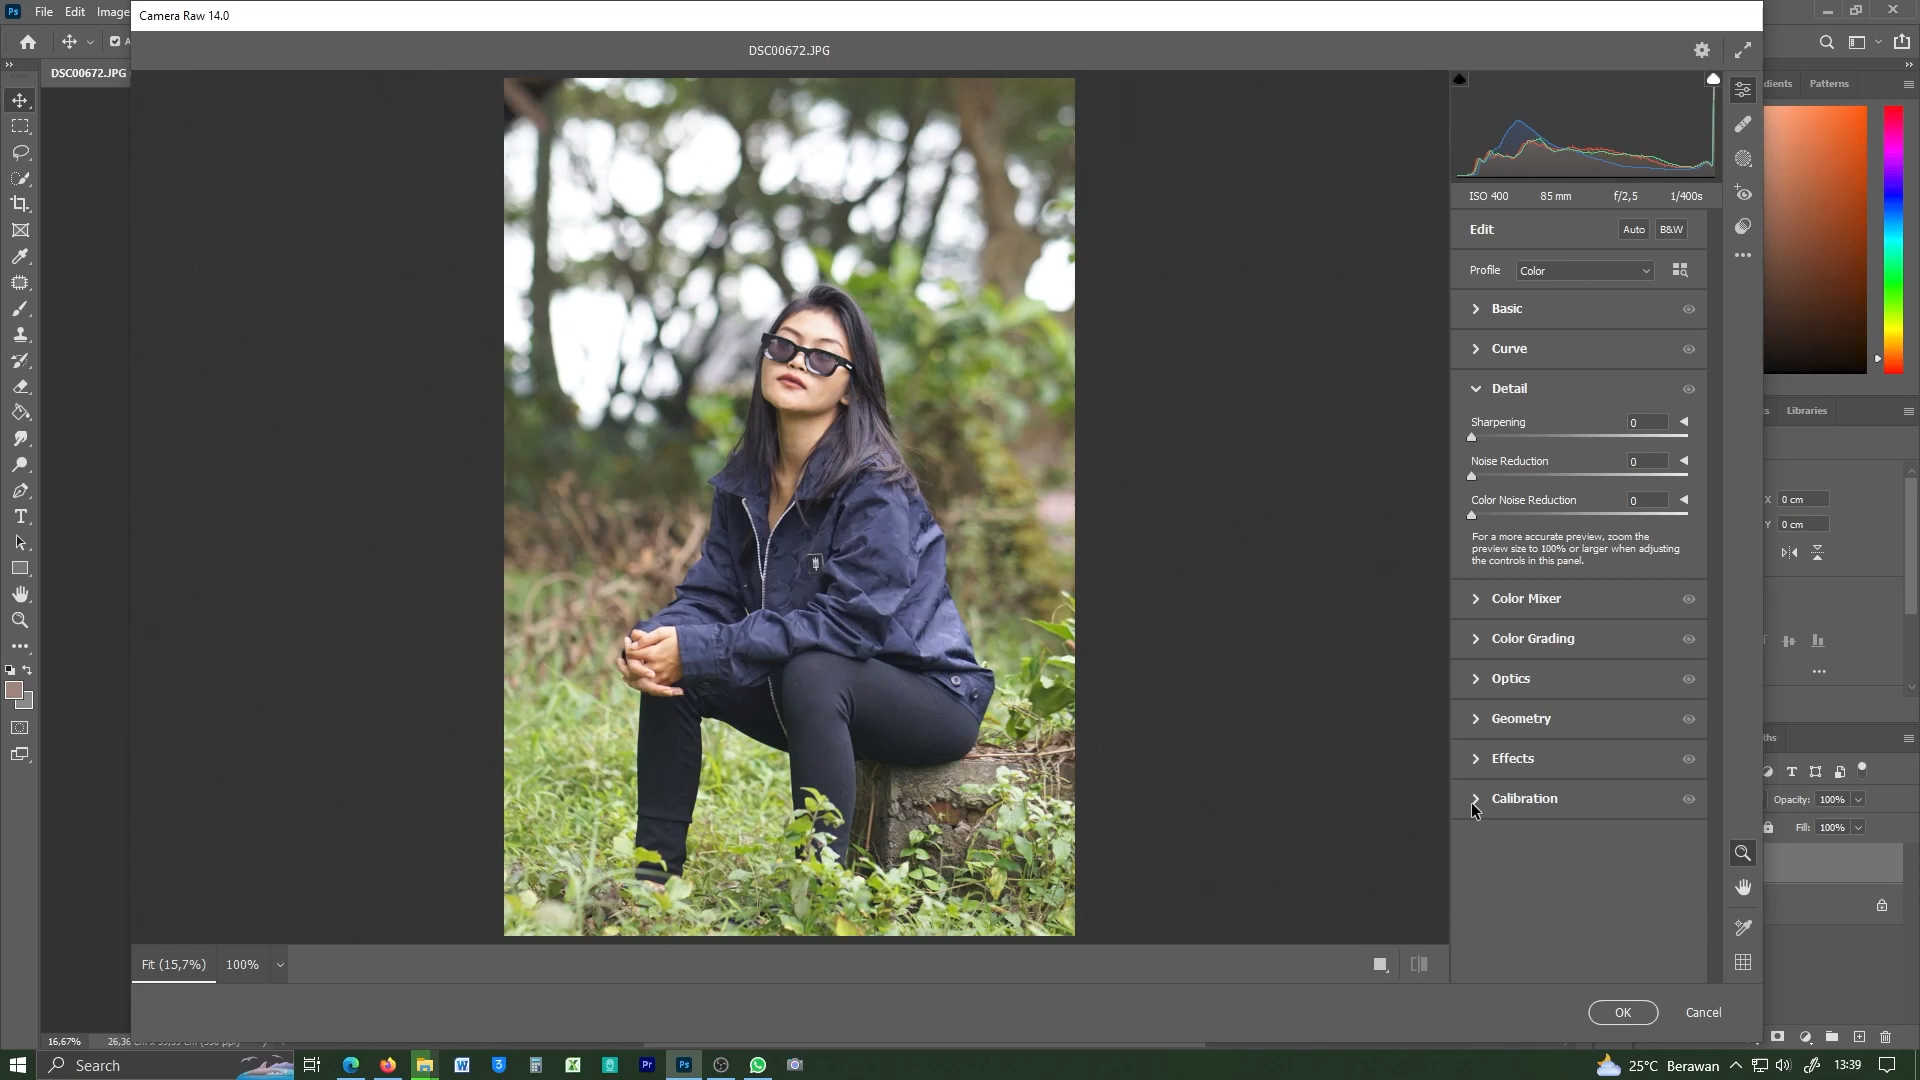 File Edit Image
Camera Raw 14.0
DSC00672.JPG
DSC00672.JPG
Patterns
ISO 400 85 mm f/2,5 1/400s
Edit Auto B&W
Profile Color
Basic
Curve
Detail
Sharpening 0
Noise Reduction 0
Color Noise Reduction 0
For a more accurate preview, zoom the
preview size to 100% or larger when adjusting
the controls in this panel.
Color Mixer
Color Grading
Optics
Geometry
Effects
Calibration
Libraries
X 0 cm
Y 0 cm
Opacity: 100%
Fill: 100%
Fit (15,7%) 100%
OK Cancel
16,67%
Search
25°C Berawan 13:39